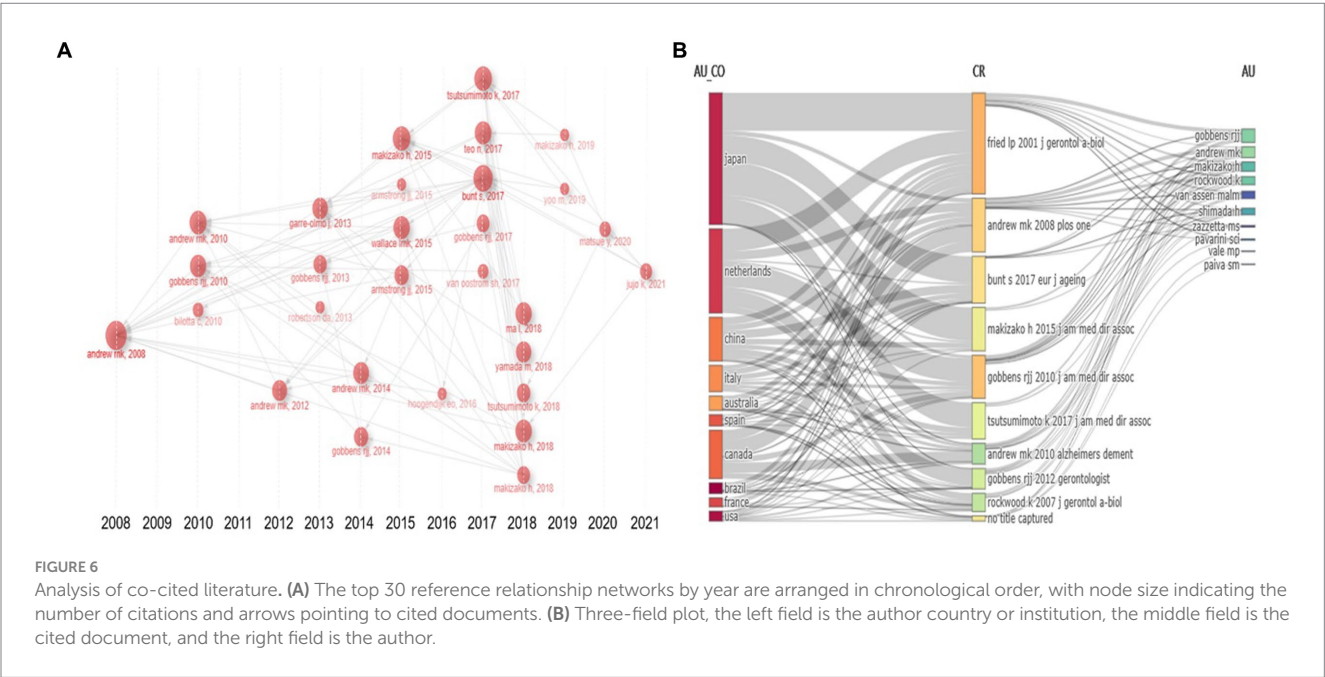 A
tsutsumimoto k, 2017
makizako h, 2015
teo n, 2017
makizako h, 2019
armstrong jj, 2015
bunt s, 2017
yoo m, 2019
andrew mk, 2010
garre-olmo j, 2013
wallace lmk, 2015
gobbens rj, 2017
matsue y, 2020
gobbens rj, 2010
gobbens rj, 2013
armstrong jj, 2015
van oostrom sh, 2017
jujo k, 2021
bilotta c, 2010
robertson da, 2013
andrew mk, 2008
ma l, 2018
yamada m, 2018
andrew mk, 2012
andrew mk, 2014
hoogendijk eo, 2016
tsutsumimoto k, 2018
gobbens rj, 2014
makizako h, 2018
makizako h, 2018
2008 2009 2010 2011 2012 2013 2014 2015 2016 2017 2018 2019 2020 2021
B
AU_CO
CR
AU
japan
netherlands
china
italy
australia
spain
canada
brazil
france
usa
fried lp 2001 j gerontol a-biol
andrew mk 2008 plos one
bunt s 2017 eur j ageing
makizako h 2015 j am med dir assoc
gobbens rjj 2010 j am med dir assoc
tsutsumimoto k 2017 j am med dir assoc
andrew mk 2010 alzheimers dement
gobbens rjj 2012 gerontologist
rockwood k 2007 j gerontol a-biol
no title captured
gobbens rjj
andrew mk
makizako h
rockwood k
van assen malm
shimada h
zazzetta ms
pavarini sci
vale mp
paiva sm
FIGURE 6
Analysis of co-cited literature. (A) The top 30 reference relationship networks by year are arranged in chronological order, with node size indicating the
number of citations and arrows pointing to cited documents. (B) Three-field plot, the left field is the author country or institution, the middle field is the
cited document, and the right field is the author.